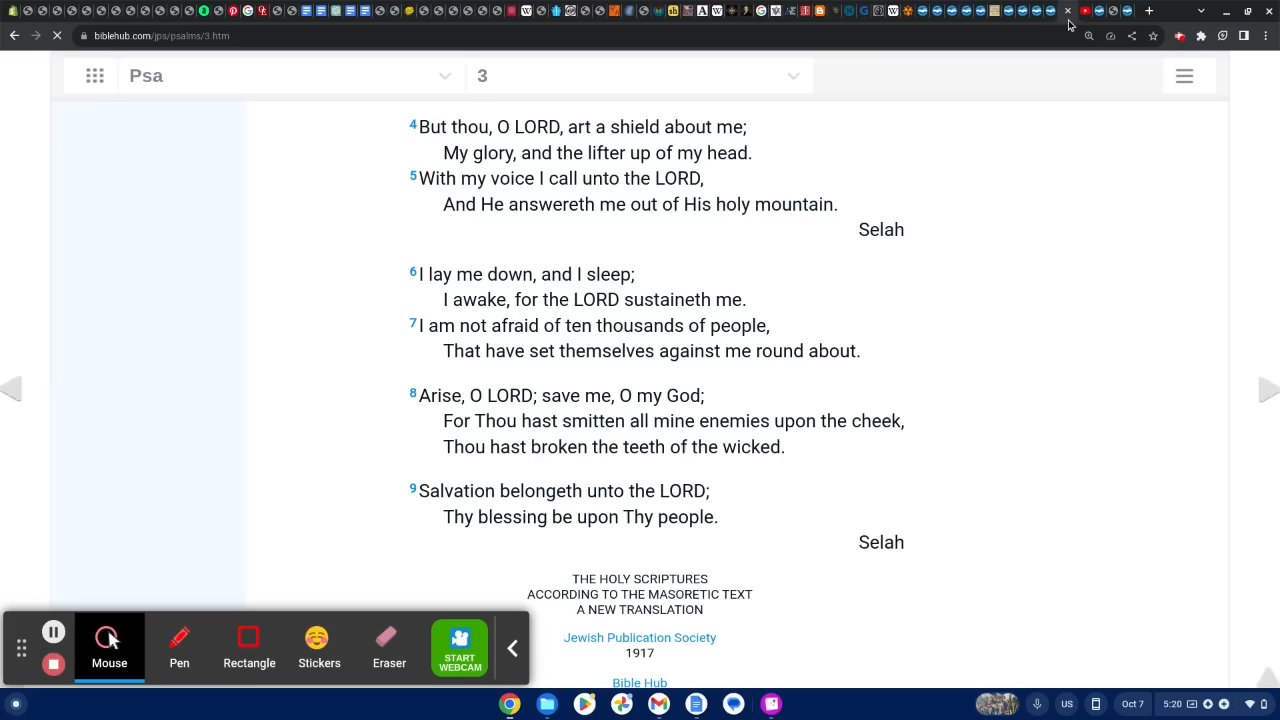 biblehub.com/jps/psalms/3.htm
Psa
3
4 But thou, O LORD, art a shield about me;
My glory, and the lifter up of my head.
5 With my voice I call unto the LORD,
And He answereth me out of His holy mountain.
Selah
6 I lay me down, and I sleep;
I awake, for the LORD sustaineth me.
7 I am not afraid of ten thousands of people,
That have set themselves against me round about.
8 Arise, O LORD; save me, O my God;
For Thou hast smitten all mine enemies upon the cheek,
Thou hast broken the teeth of the wicked.
9 Salvation belongeth unto the LORD;
Thy blessing be upon Thy people.
Selah
THE HOLY SCRIPTURES
ACCORDING TO THE MASORETIC TEXT
A NEW TRANSLATION
Jewish Publication Society
1917
Bible Hub
Mouse
Pen
Rectangle
Stickers
Eraser
START
WEBCAM
US
Oct 7
5:20